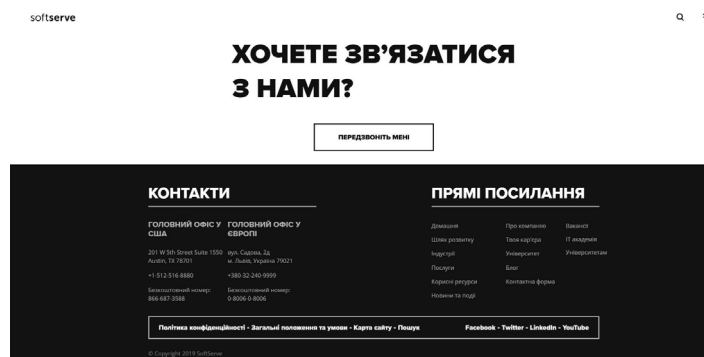 softserve
ХОЧЕТЕ ЗВ’ЯЗАТИСЯ
З НАМИ?
ПЕРЕДЗВОНІТЬ МЕНІ
КОНТАКТИ
ГОЛОВНИЙ ОФІС У
США
201 W 5th Street Suite 1550
Austin, TX 78701
+1-512-516-8880
Безкоштовний номер:
866-687-3588
ГОЛОВНИЙ ОФІС У
ЄВРОПІ
вул. Садова, 2д
м. Львів, Україна 79021
+380-32-240-9999
Безкоштовний номер:
0-8006-0-8006
ПРЯМІ ПОСИЛАННЯ
Домашня
Шлях розвитку
Індустрії
Послуги
Корисні ресурси
Новини та події
Про компанію
Твоя кар’єра
Університет
Блог
Контактна форма
Вакансії
ІТ академія
Університетам
Політика конфіденційності - Загальні положення та умови - Карта сайту - Пошук
Facebook - Twitter - LinkedIn - YouTube
© Copyright 2019 SoftServe